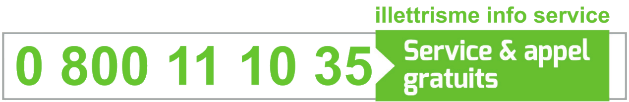 illettrisme info service
0 800 11 10 35
Service & appel
gratuits